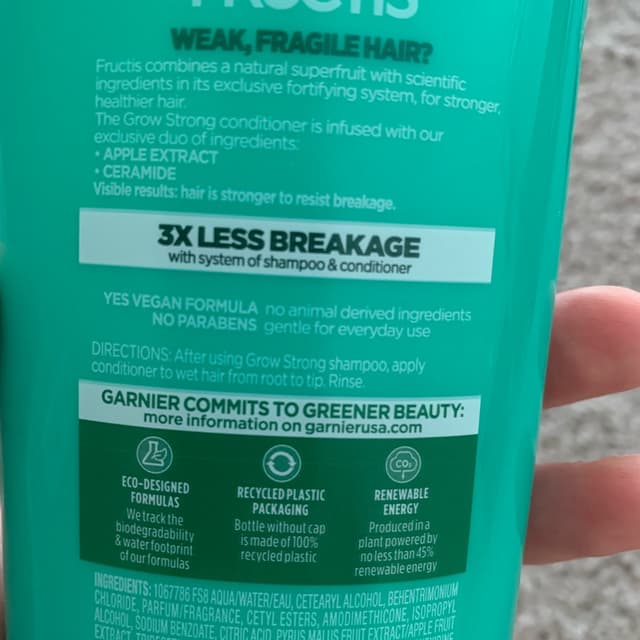 FRUCTIS
WEAK, FRAGILE HAIR?
Fructis combines a natural superfruit with scientific
ingredients in its exclusive fortifying system, for stronger,
healthier hair.
The Grow Strong conditioner is infused with our
exclusive duo of ingredients:
• APPLE EXTRACT
• CERAMIDE
Visible results: hair is stronger to resist breakage.
3X LESS BREAKAGE
with system of shampoo & conditioner
YES VEGAN FORMULA no animal derived ingredients
NO PARABENS gentle for everyday use
DIRECTIONS: After using Grow Strong shampoo, apply
conditioner to wet hair from root to tip. Rinse.
GARNIER COMMITS TO GREENER BEAUTY:
more information on garnierusa.com
CO₂
ECO-DESIGNED
FORMULAS
We track the
biodegradability
& water footprint
of our formulas
RECYCLED PLASTIC
PACKAGING
Bottle without cap
is made of 100%
recycled plastic
RENEWABLE
ENERGY
Produced in a
plant powered by
no less than 45%
renewable energy
INGREDIENTS: 1067786 F58 AQUA/WATER/EAU, CETEARYL ALCOHOL, BEHENTRIMONIUM
CHLORIDE, PARFUM/FRAGRANCE, CETYL ESTERS, AMODIMETHICONE, ISOPROPYL
ALCOHOL, SODIUM BENZOATE, CITRIC ACID, PYRUS MALUS FRUIT EXTRACT/APPLE FRUIT